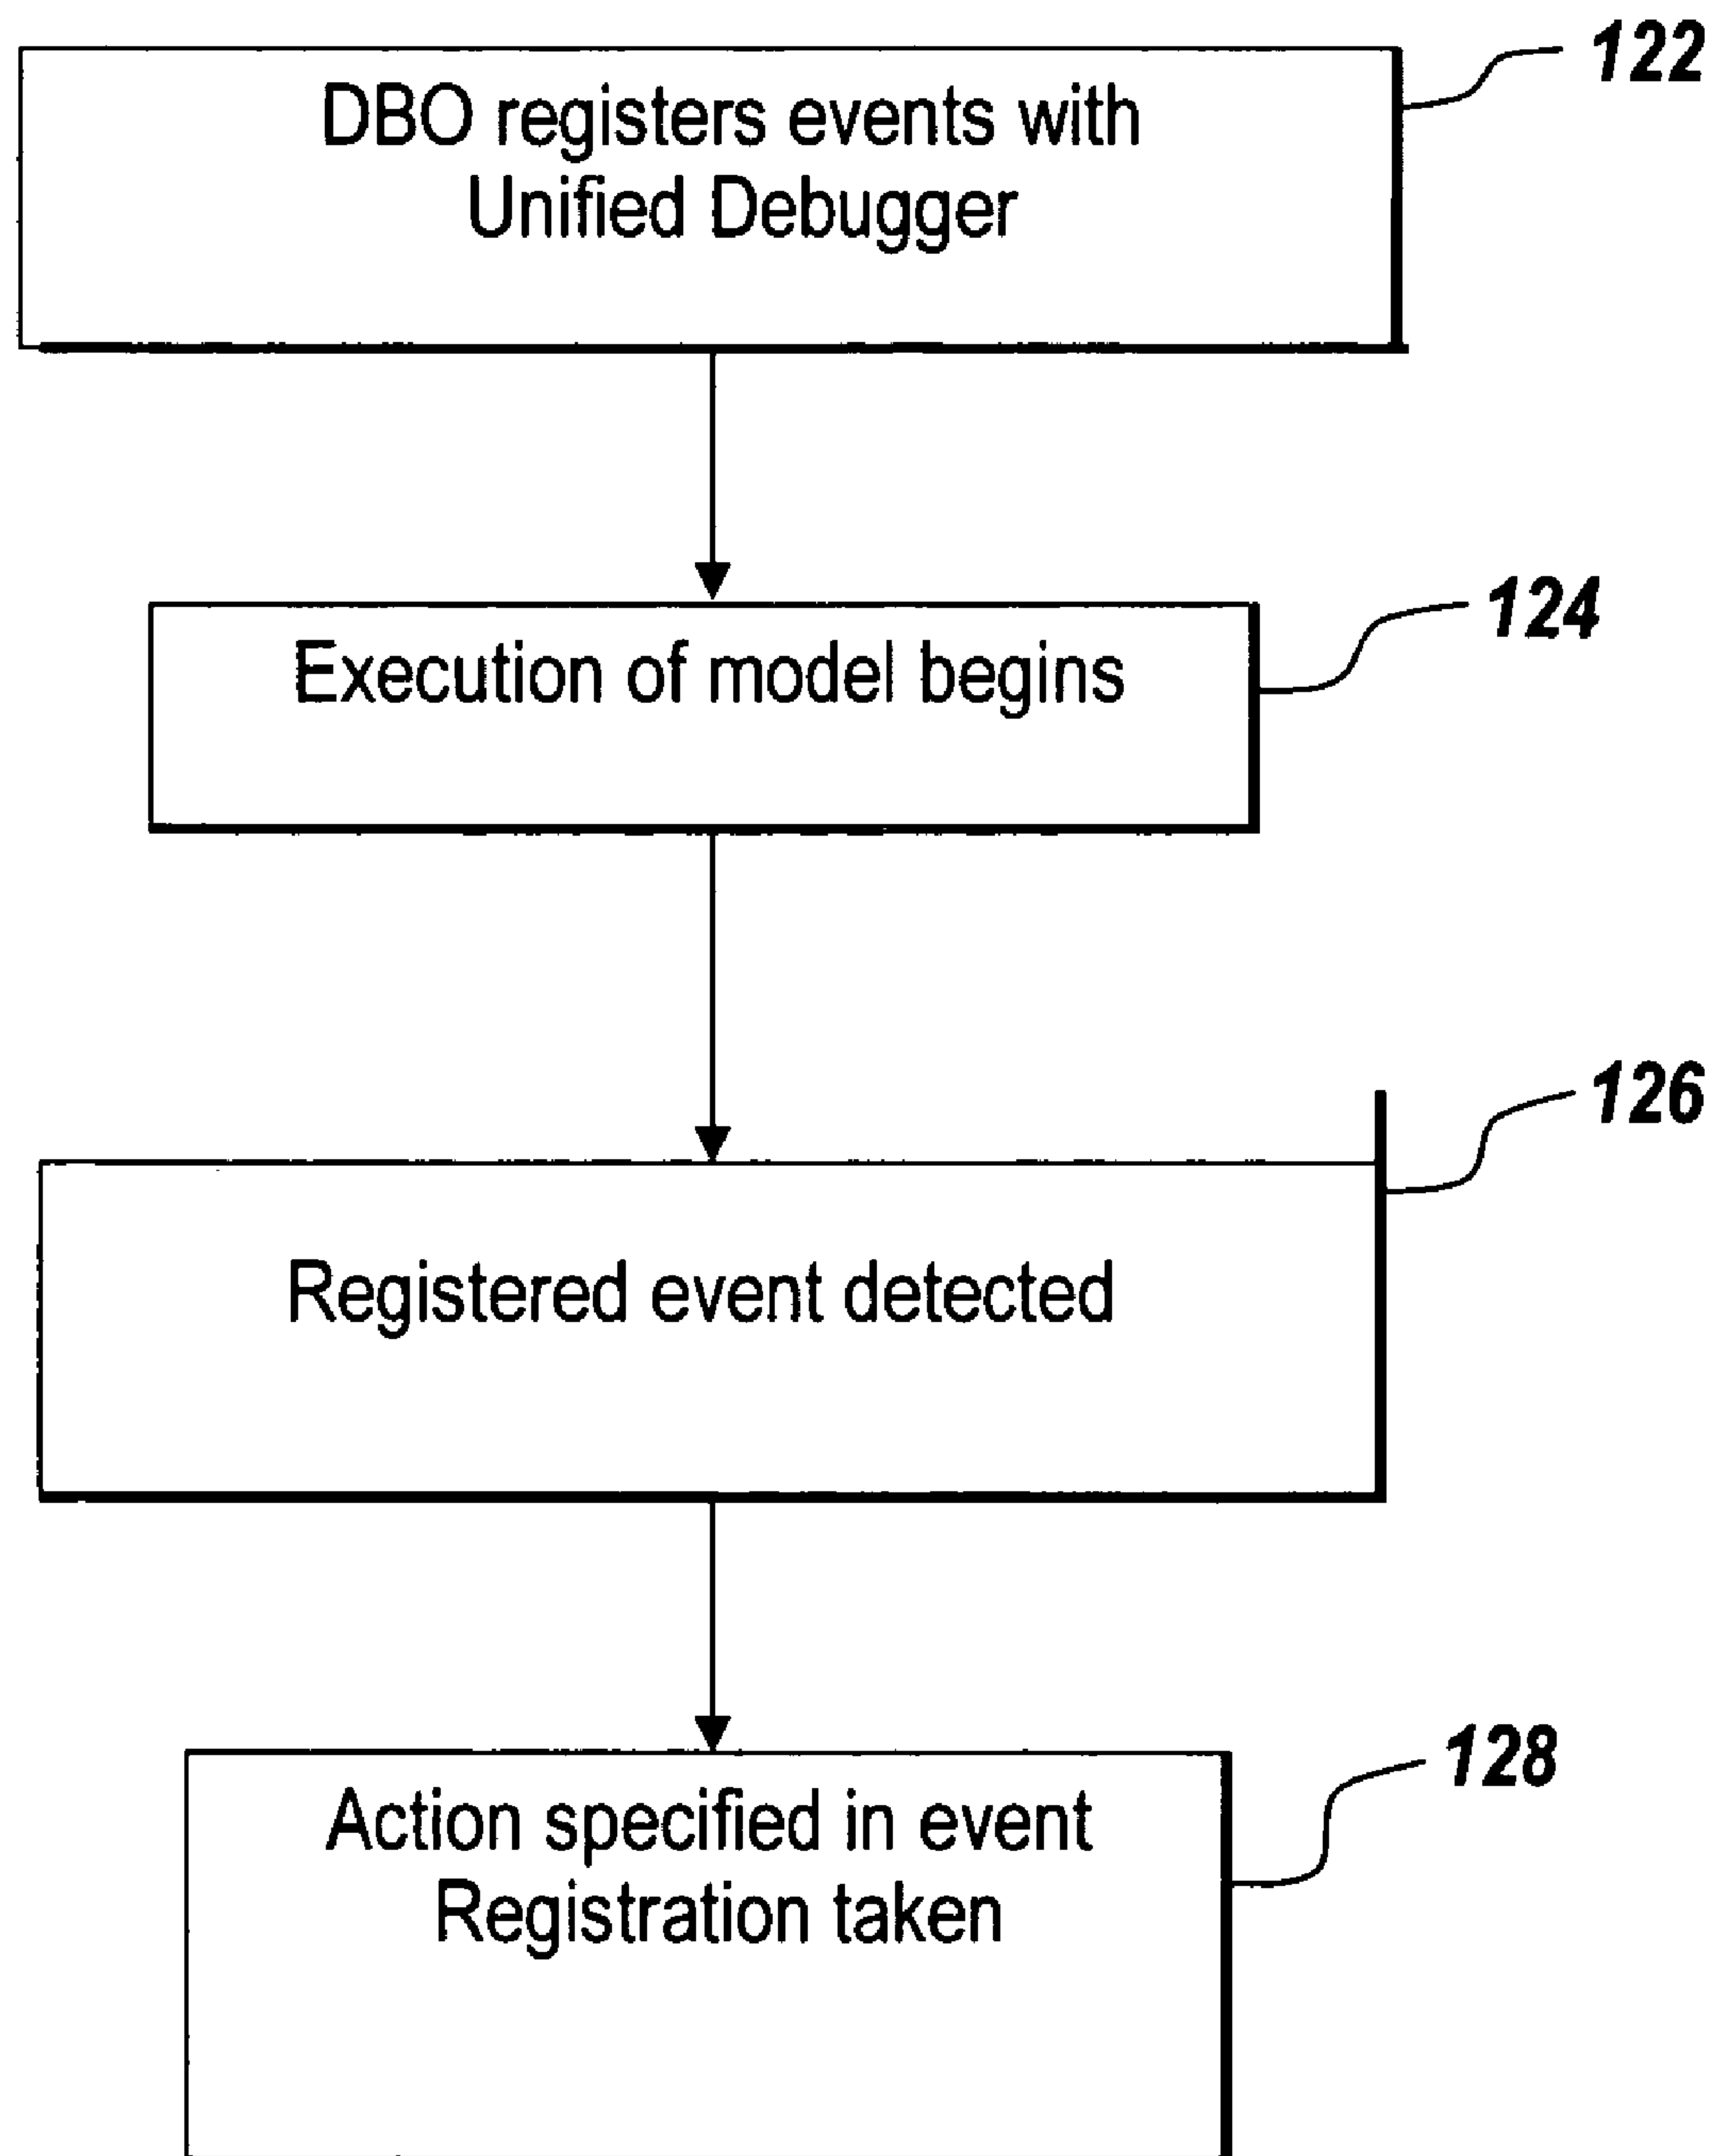 122
DBO registers events with
Unified Debugger
124
Execution of model begins
126
Registered event detected
128
Action specified in event
Registration taken